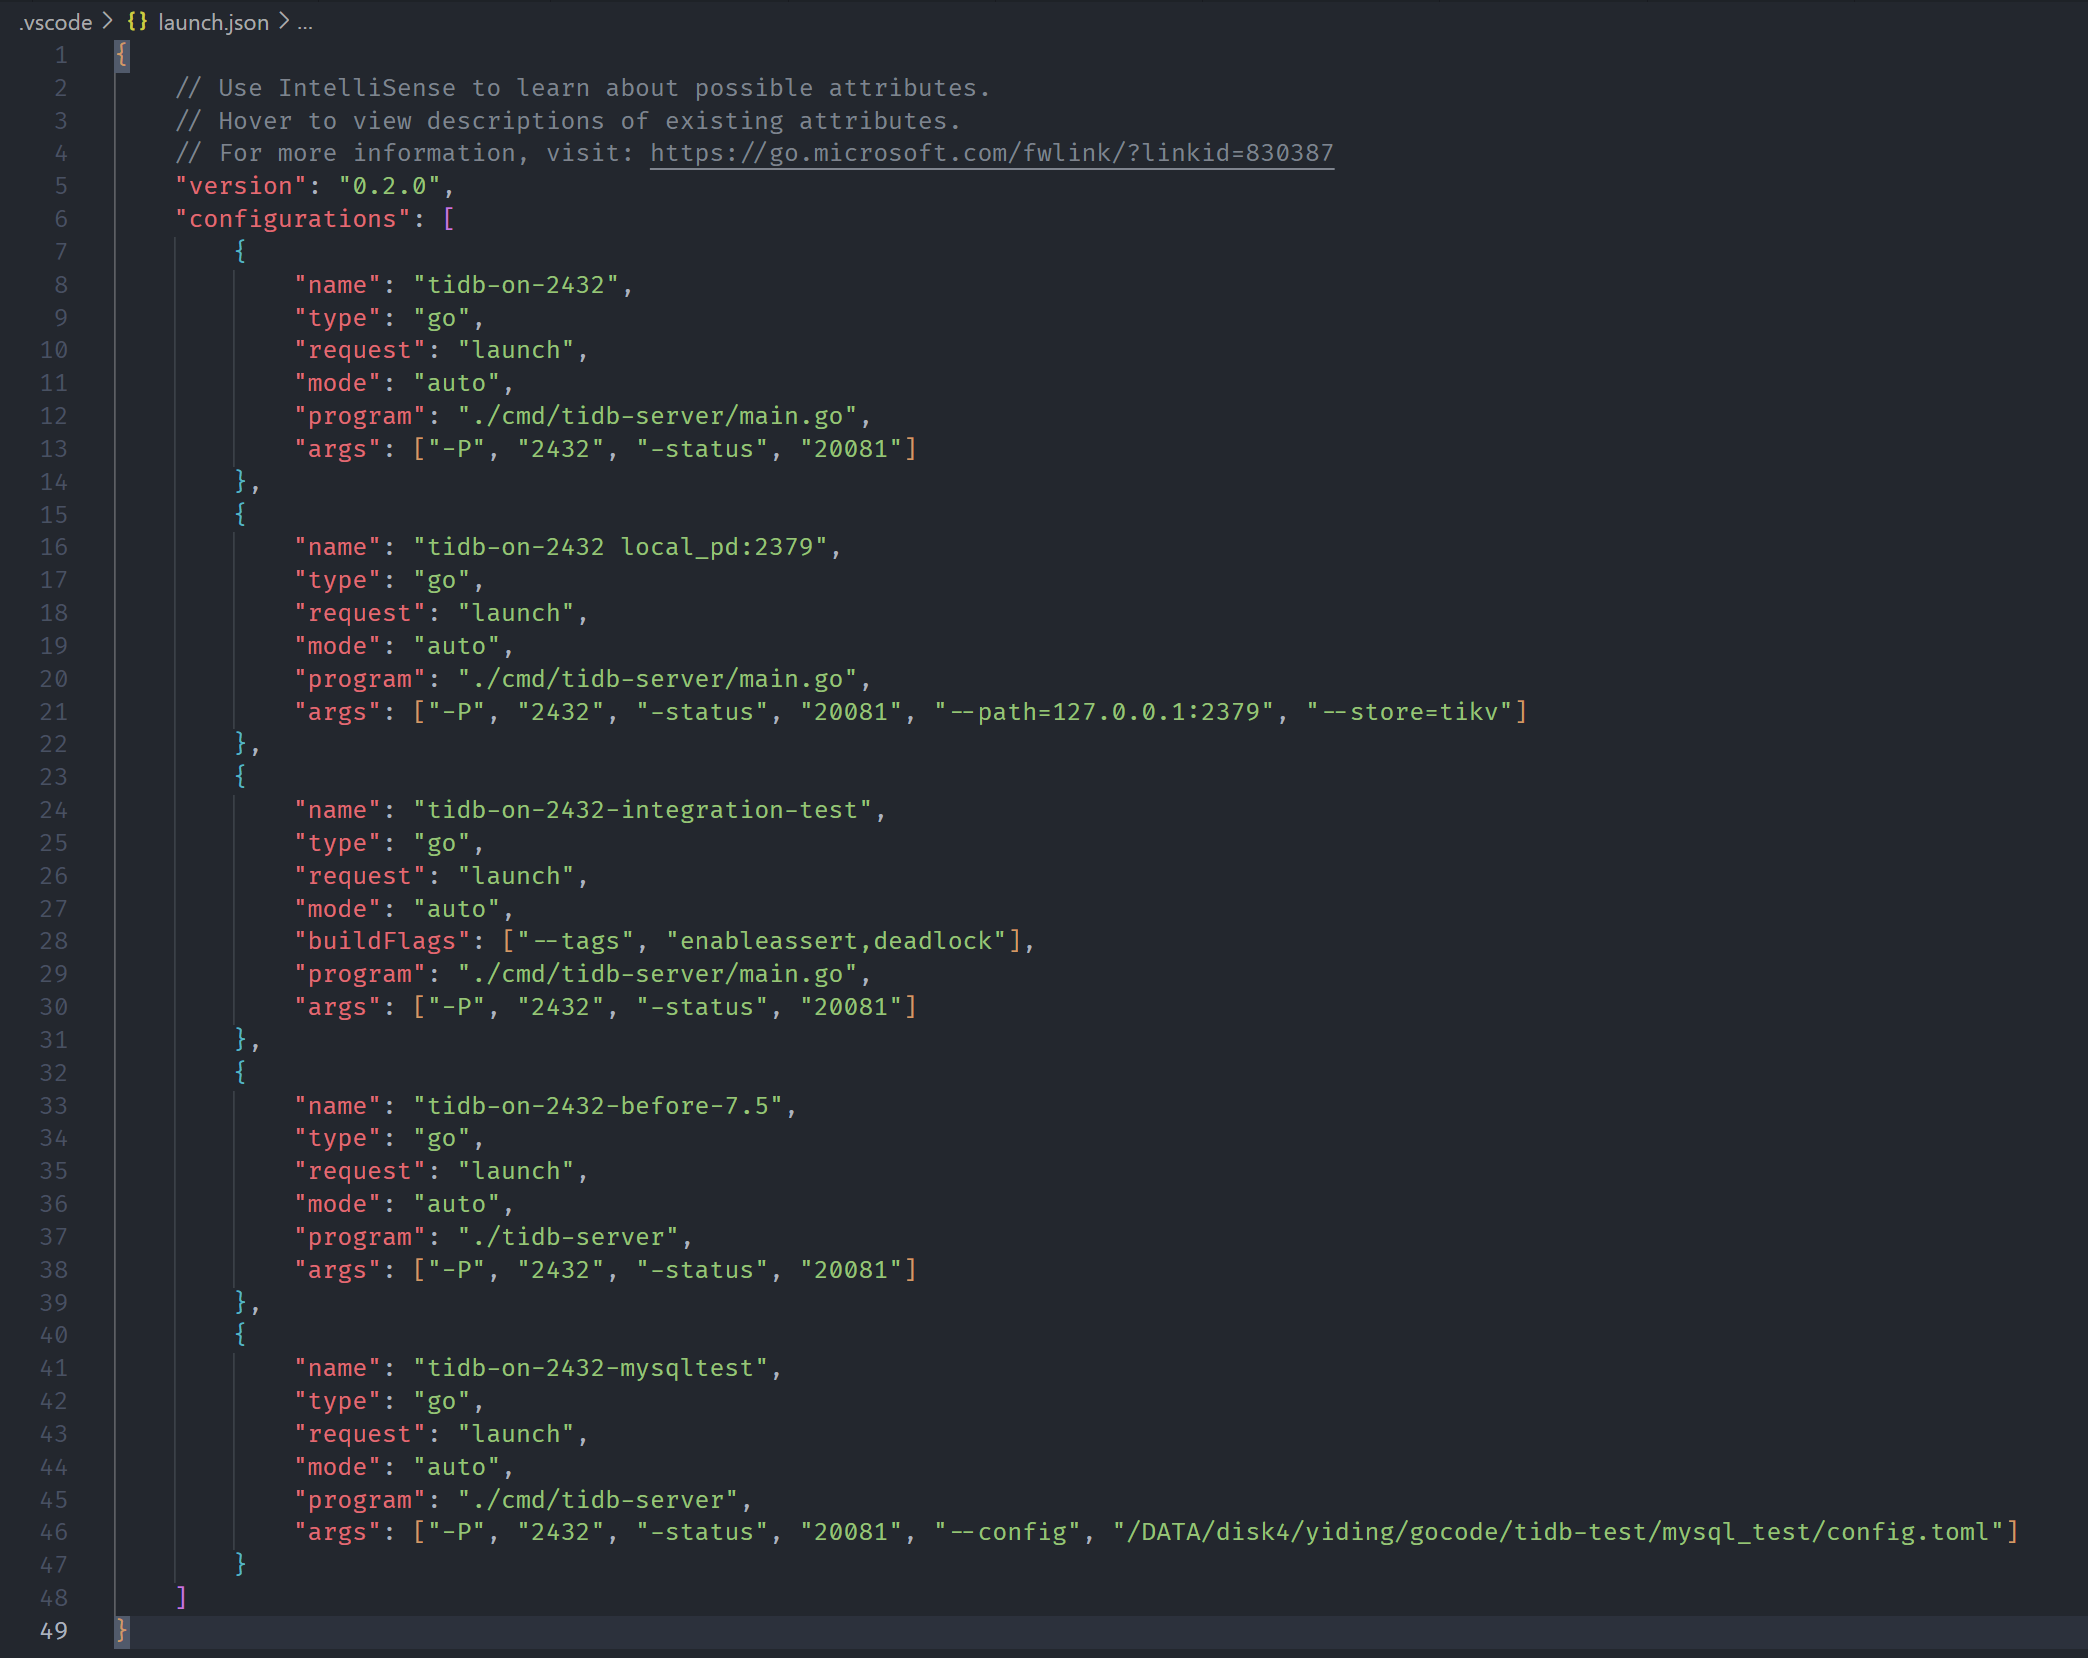 .vscode > {} launch.json > ...
1 {
2     // Use IntelliSense to learn about possible attributes.
3     // Hover to view descriptions of existing attributes.
4     // For more information, visit: https://go.microsoft.com/fwlink/?linkid=830387
5     "version": "0.2.0",
6     "configurations": [
7         {
8             "name": "tidb-on-2432",
9             "type": "go",
10             "request": "launch",
11             "mode": "auto",
12             "program": "./cmd/tidb-server/main.go",
13             "args": ["-P", "2432", "-status", "20081"]
14         },
15         {
16             "name": "tidb-on-2432 local_pd:2379",
17             "type": "go",
18             "request": "launch",
19             "mode": "auto",
20             "program": "./cmd/tidb-server/main.go",
21             "args": ["-P", "2432", "-status", "20081", "--path=127.0.0.1:2379", "--store=tikv"]
22         },
23         {
24             "name": "tidb-on-2432-integration-test",
25             "type": "go",
26             "request": "launch",
27             "mode": "auto",
28             "buildFlags": ["--tags", "enableassert,deadlock"],
29             "program": "./cmd/tidb-server/main.go",
30             "args": ["-P", "2432", "-status", "20081"]
31         },
32         {
33             "name": "tidb-on-2432-before-7.5",
34             "type": "go",
35             "request": "launch",
36             "mode": "auto",
37             "program": "./tidb-server",
38             "args": ["-P", "2432", "-status", "20081"]
39         },
40         {
41             "name": "tidb-on-2432-mysqltest",
42             "type": "go",
43             "request": "launch",
44             "mode": "auto",
45             "program": "./cmd/tidb-server",
46             "args": ["-P", "2432", "-status", "20081", "--config", "/DATA/disk4/yiding/gocode/tidb-test/mysql_test/config.toml"]
47         }
48     ]
49 }